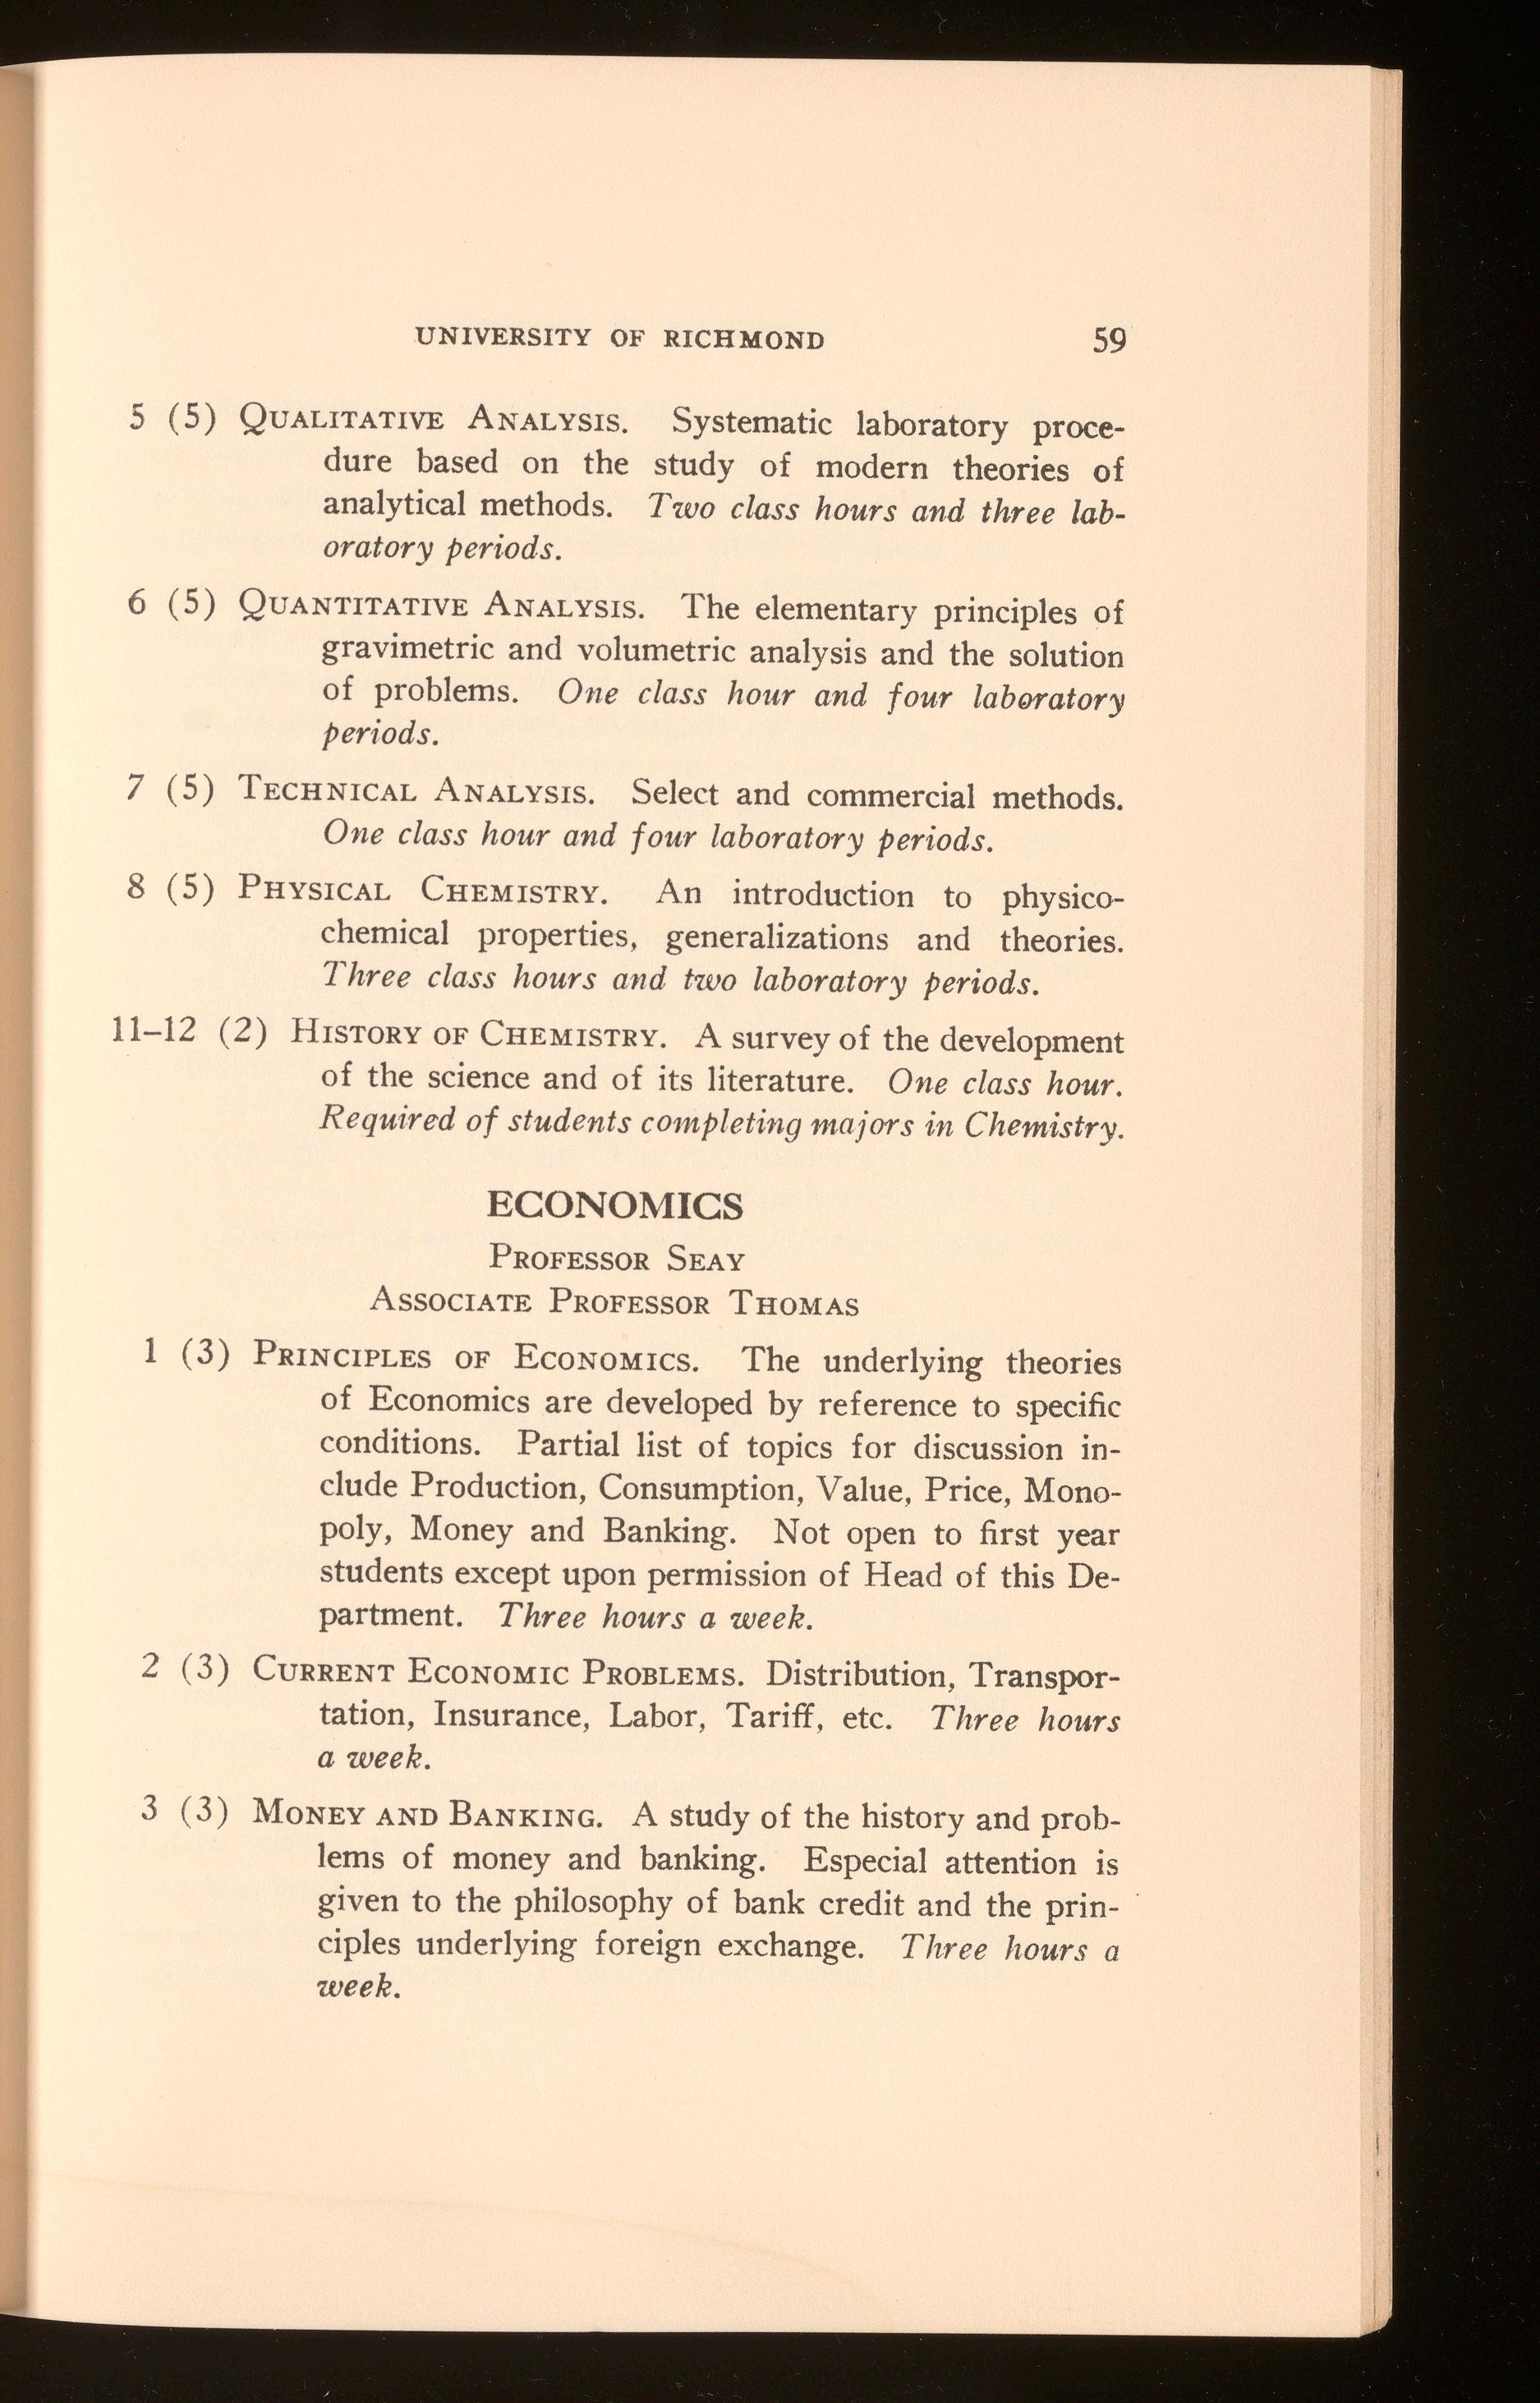 UNIVERSITY OF RICHMOND 59
5 (5) QUALITATIVE ANALYSIS. Systematic laboratory proce-
dure based on the study of modern theories of
analytical methods. Two class hours and three lab-
oratory periods.
6 (5) QUANTITATIVE ANALYSIS. The elementary principles of
gravimetric and volumetric analysis and the solution
of problems. One class hour and four laboratory
periods.
7 (5) TECHNICAL ANALYSIS. Select and commercial methods.
One class hour and four laboratory periods.
8 (5) PHYSICAL CHEMISTRY. An introduction to physico-
chemical properties, generalizations and theories.
Three class hours and two laboratory periods.
11–12 (2) HISTORY OF CHEMISTRY. A survey of the development
of the science and of its literature. One class hour.
Required of students completing majors in Chemistry.
ECONOMICS
PROFESSOR SEAY
ASSOCIATE PROFESSOR THOMAS
1 (3) PRINCIPLES OF ECONOMICS. The underlying theories
of Economics are developed by reference to specific
conditions. Partial list of topics for discussion in-
clude Production, Consumption, Value, Price, Mono-
poly, Money and Banking. Not open to first year
students except upon permission of Head of this De-
partment. Three hours a week.
2 (3) CURRENT ECONOMIC PROBLEMS. Distribution, Transpor-
tation, Insurance, Labor, Tariff, etc. Three hours
a week.
3 (3) MONEY AND BANKING. A study of the history and prob-
lems of money and banking. Especial attention is
given to the philosophy of bank credit and the prin-
ciples underlying foreign exchange. Three hours a
week.